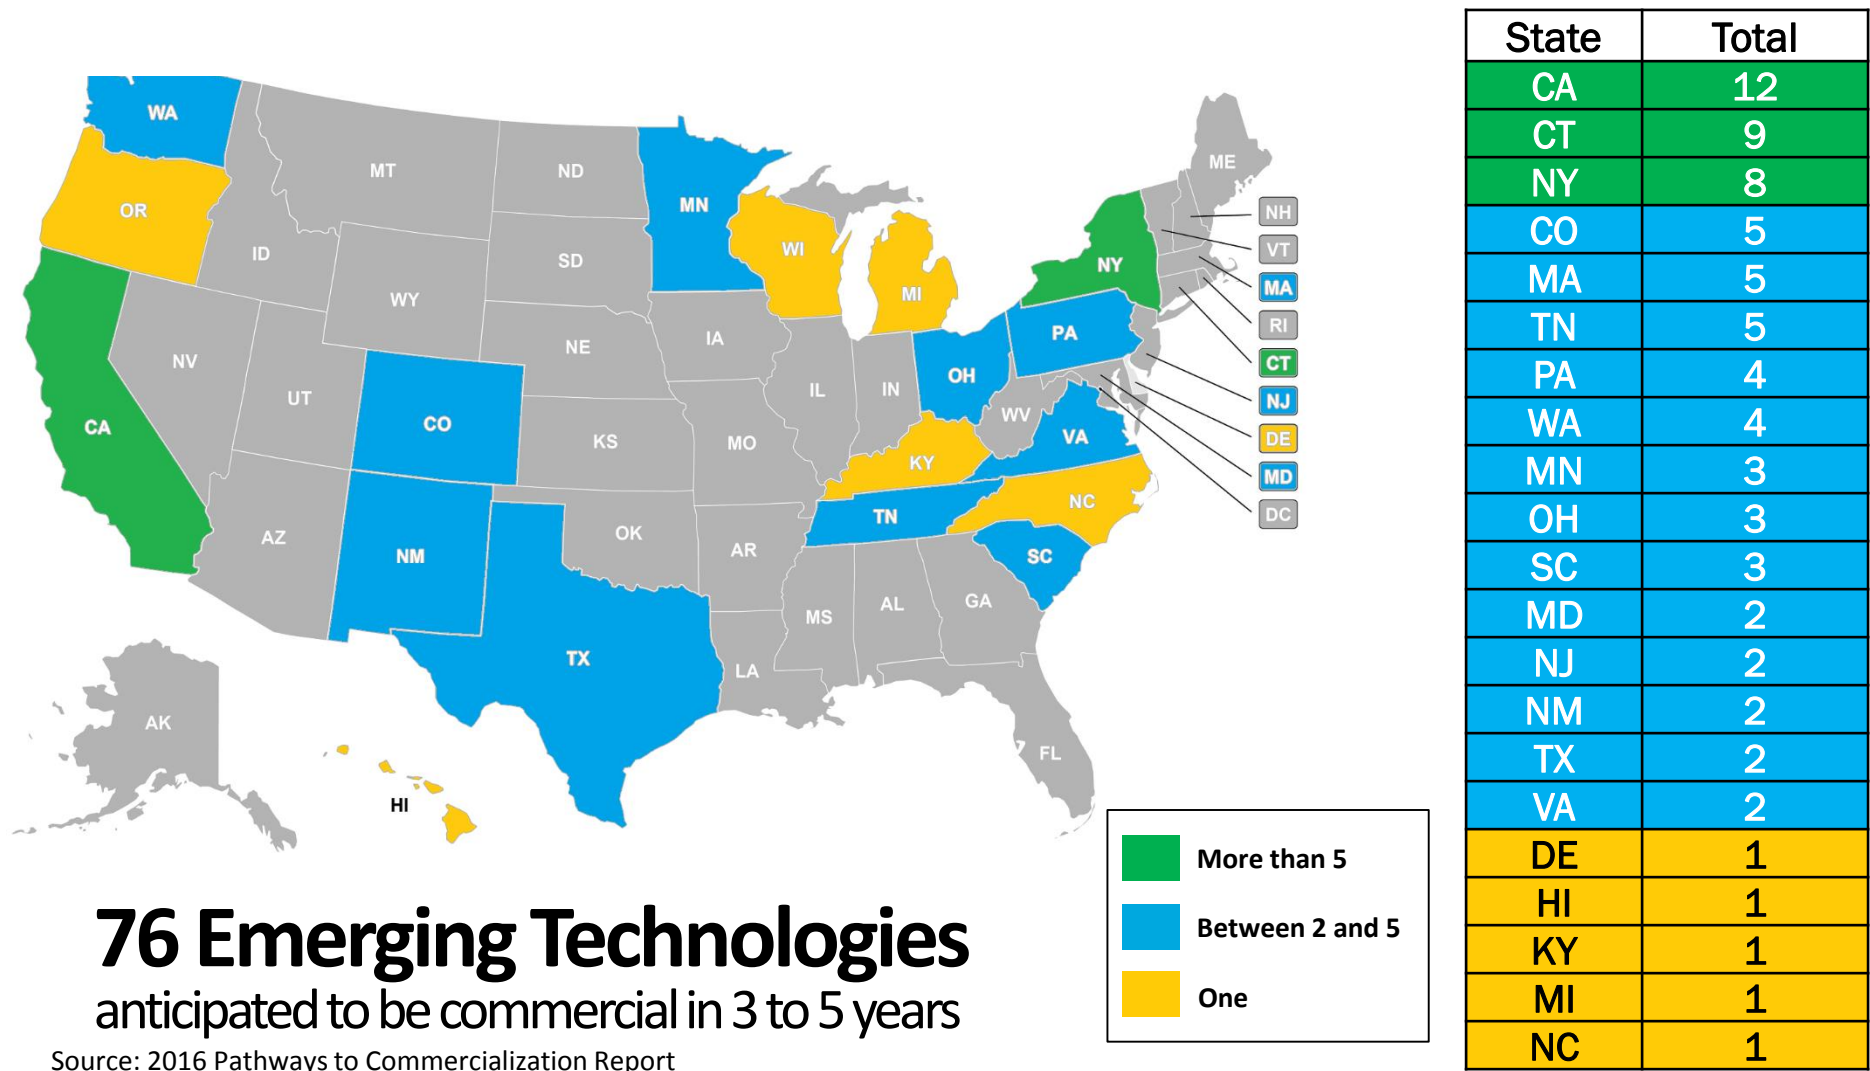 WA
OR
CA
ID
NV
MT
WY
UT
AZ
CO
NM
ND
SD
NE
KS
OK
TX
MN
IA
MO
AR
LA
WI
IL
MI
IN
OH
KY
TN
MS
AL
GA
FL
SC
NC
VA
WV
PA
NY
ME
NH
VT
MA
RI
CT
NJ
DE
MD
DC
AK
HI
More than 5
Between 2 and 5
One
76 Emerging Technologies
anticipated to be commercial in 3 to 5 years
Source: 2016 Pathways to Commercialization Report
State Total
CA 12
CT 9
NY 8
CO 5
MA 5
TN 5
PA 4
WA 4
MN 3
OH 3
SC 3
MD 2
NJ 2
NM 2
TX 2
VA 2
DE 1
HI 1
KY 1
MI 1
NC 1